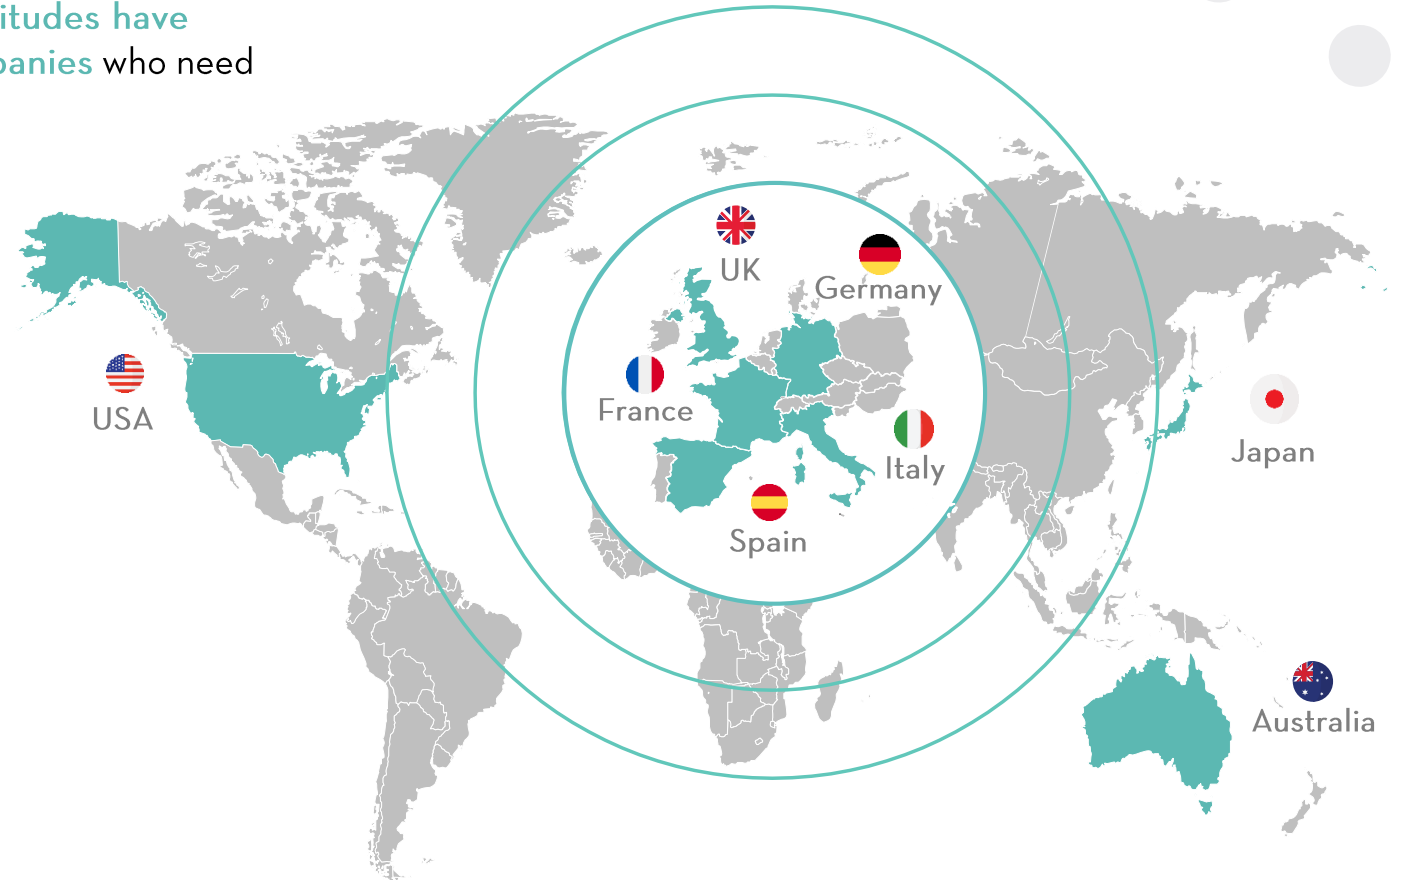 itudes have
panies who need
UK
Germany
France
USA
Italy
Japan
Spain
Australia